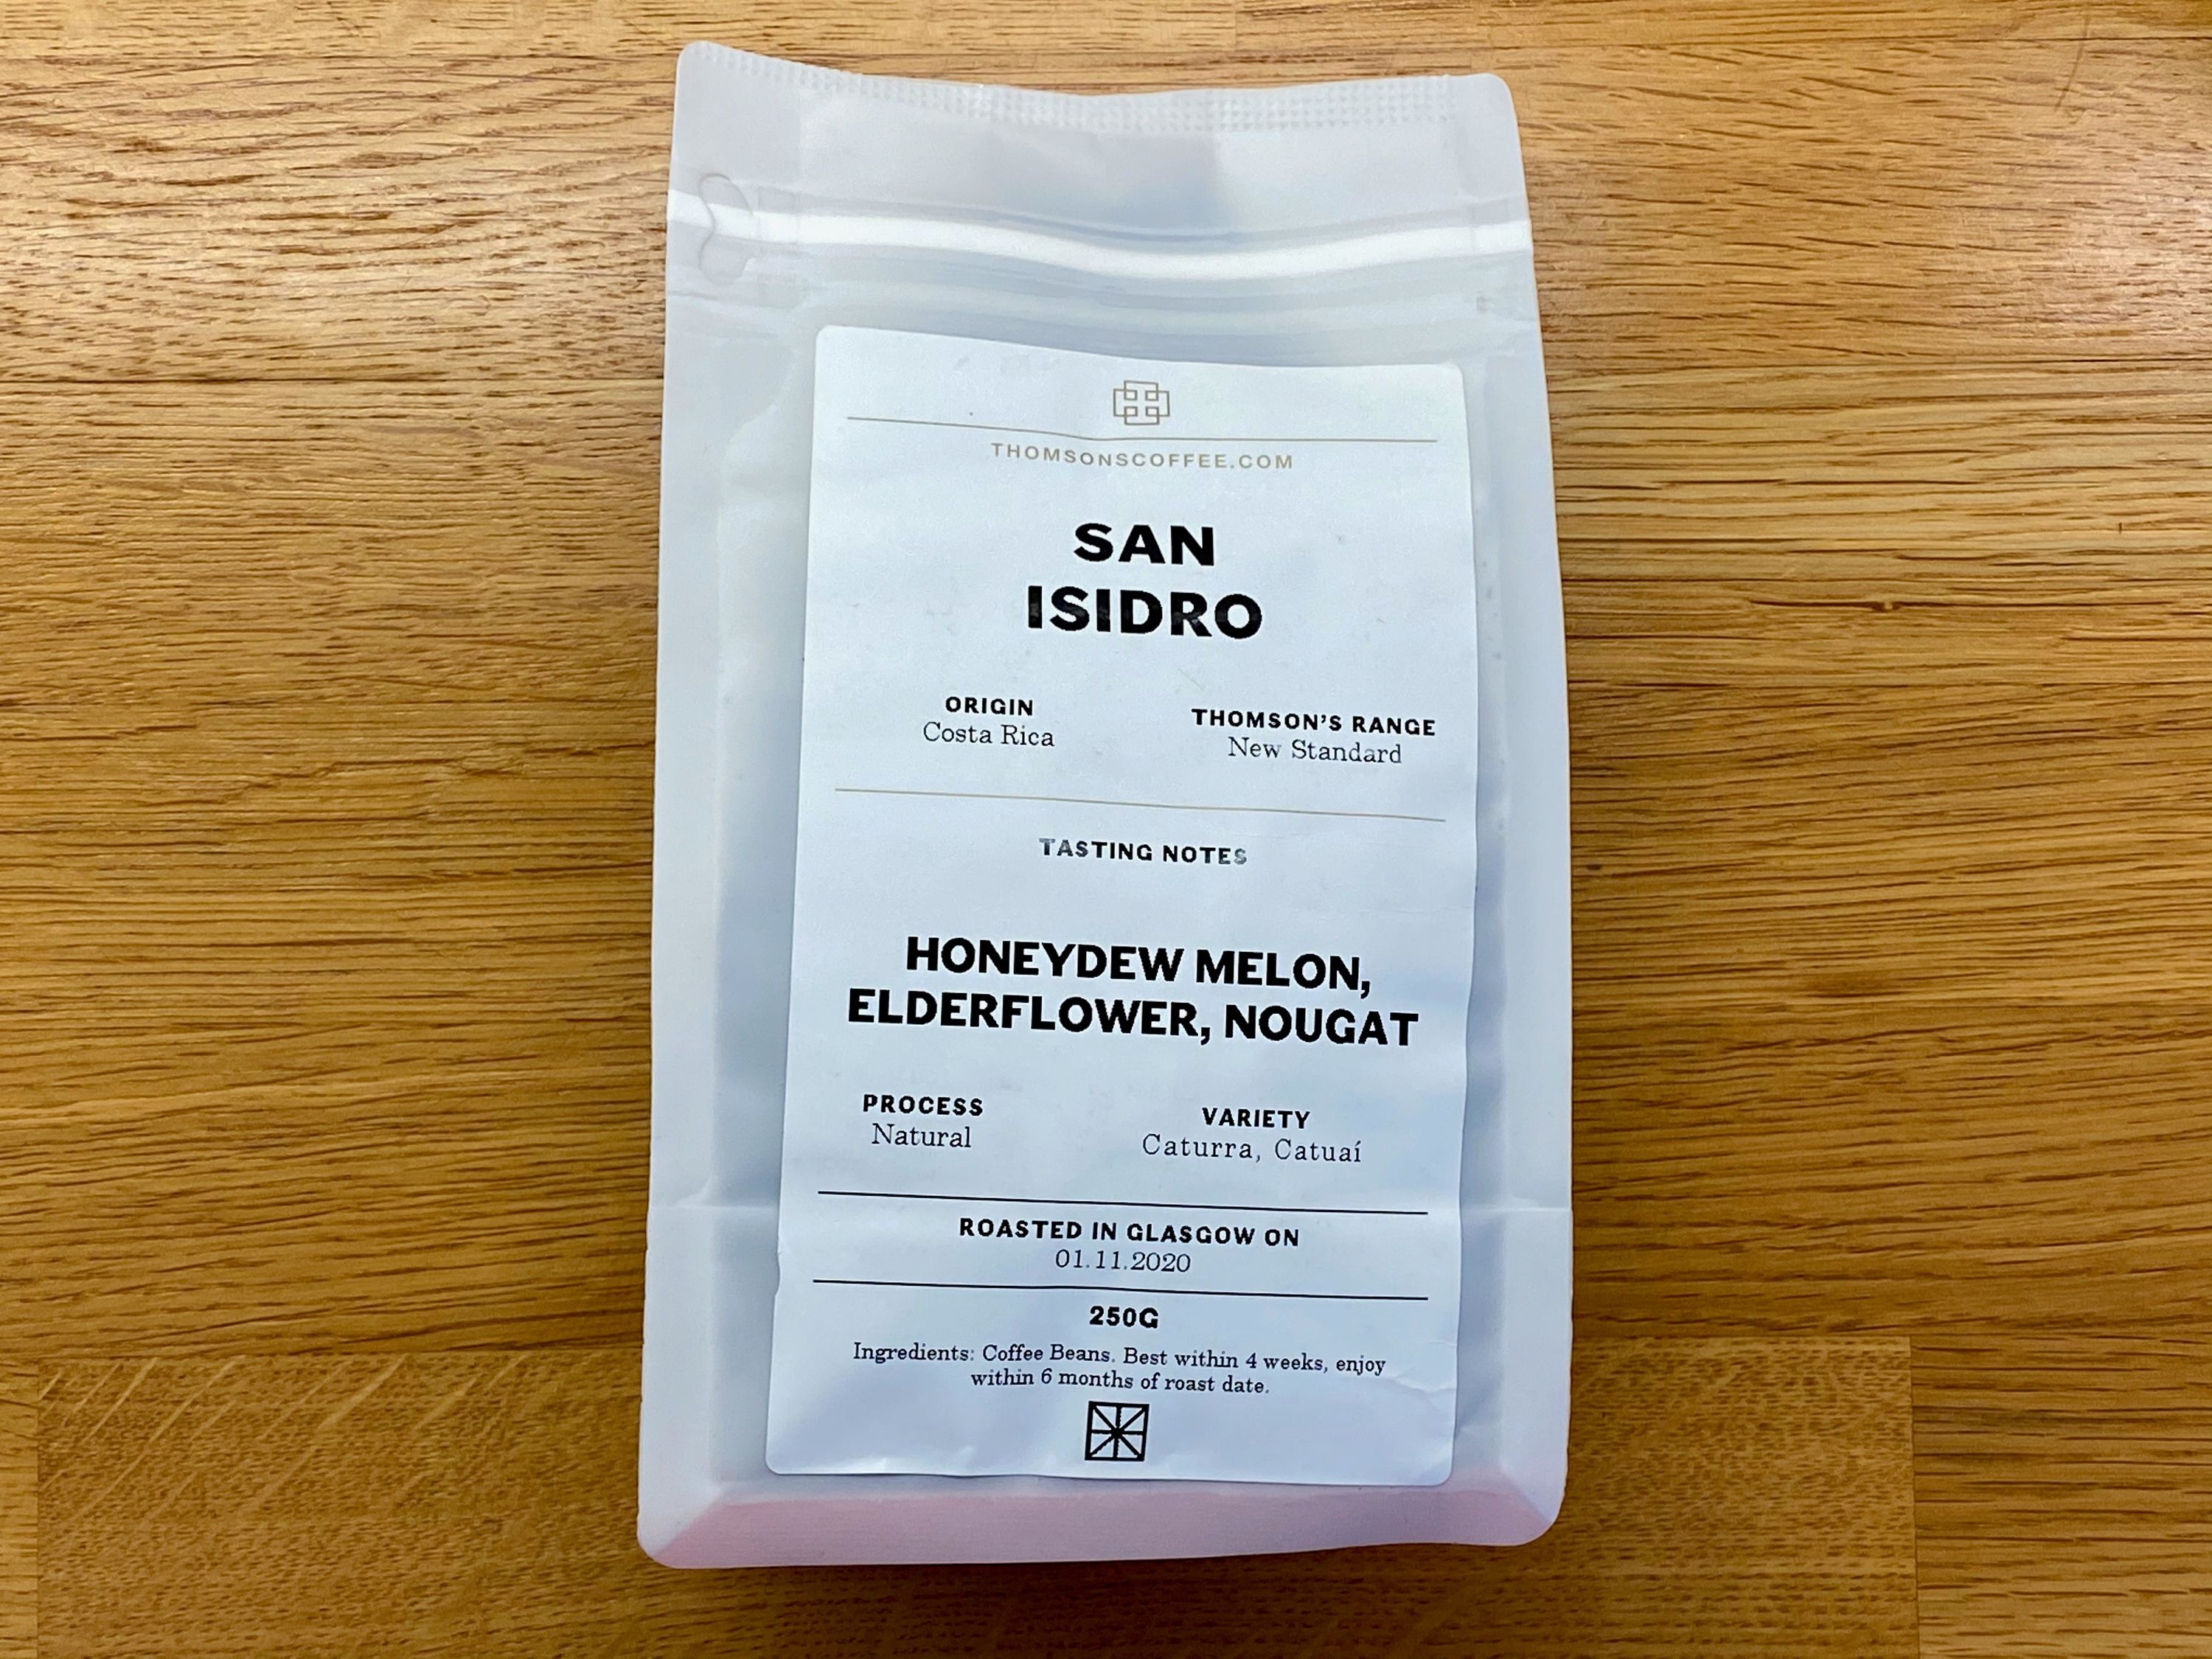 THOMSONSCOFFEE.COM
SAN
ISIDRO
ORIGIN
Costa Rica
THOMSON'S RANGE
New Standard
TASTING NOTES
HONEYDEW MELON,
ELDERFLOWER, NOUGAT
PROCESS
Natural
VARIETY
Caturra, Catuaí
ROASTED IN GLASGOW ON
01.11.2020
250G
Ingredients: Coffee Beans. Best within 4 weeks, enjoy
within 6 months of roast date.